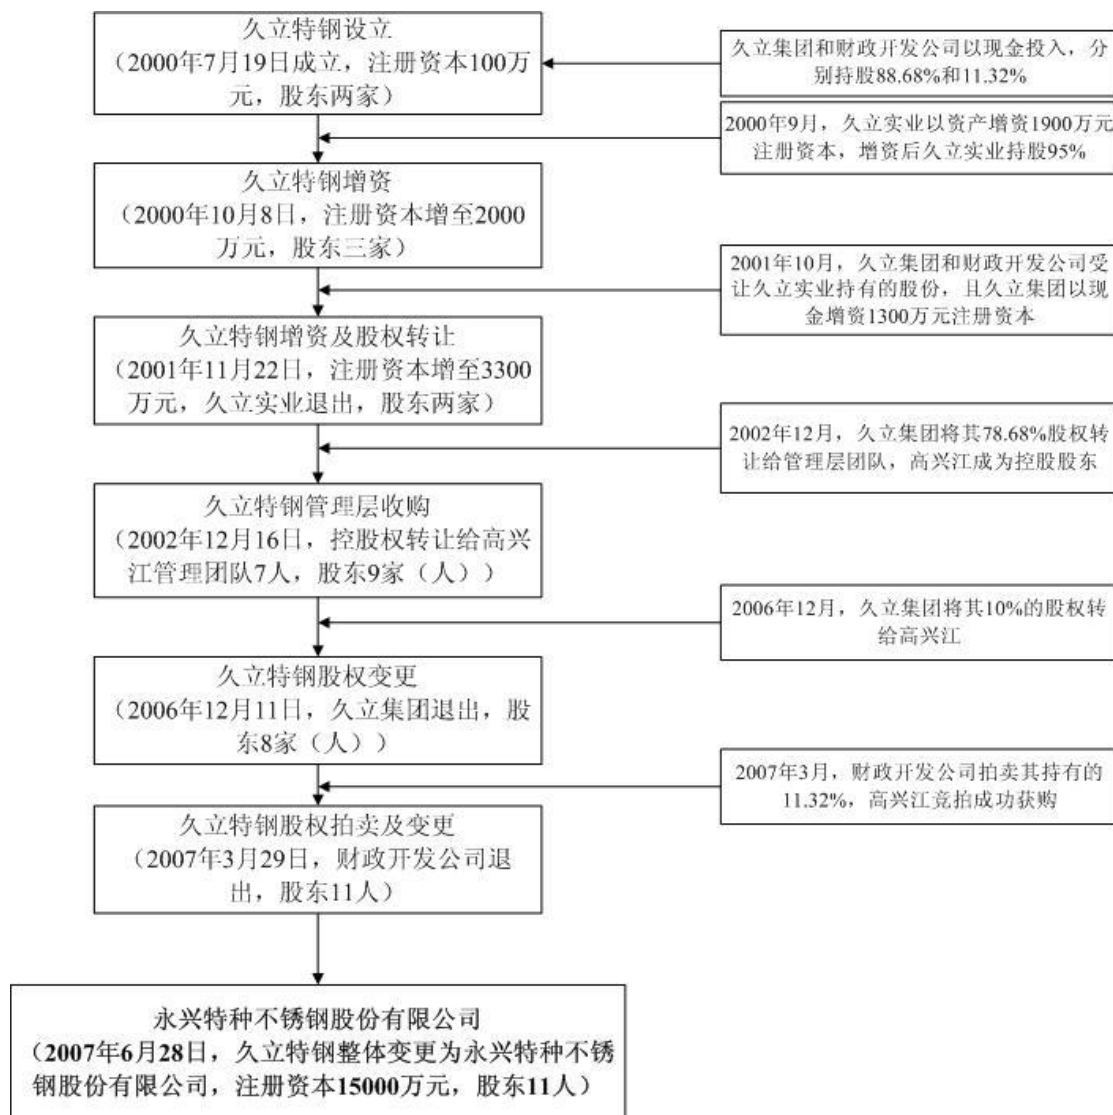 久立特钢设立
（2000年7月19日成立，注册资本100万
元，股东两家）
久立集团和财政开发公司以现金投入，分
别持股88.68%和11.32%
2000年9月，久立实业以资产增资1900万元
注册资本，增资后久立实业持股95%
久立特钢增资
（2000年10月8日，注册资本增至2000
万元，股东三家）
2001年10月，久立集团和财政开发公司受
让久立实业持有的股份，且久立集团以现
金增资1300万元注册资本
久立特钢增资及股权转让
（2001年11月22日，注册资本增至3300
万元，久立实业退出，股东两家）
2002年12月，久立集团将其78.68%股权转
让给管理层团队，高兴江成为控股股东
久立特钢管理层收购
（2002年12月16日，控股权转让给高兴
江管理团队7人，股东9家（人））
2006年12月，久立集团将其10%的股权转
给高兴江
久立特钢股权变更
（2006年12月11日，久立集团退出，股
东8家（人））
2007年3月，财政开发公司拍卖其持有的
11.32%，高兴江竞拍成功获购
久立特钢股权拍卖及变更
（2007年3月29日，财政开发公司退
出，股东11人）
永兴特种不锈钢股份有限公司
（2007年6月28日，久立特钢整体变更为永兴特种不锈
钢股份有限公司，注册资本15000万元，股东11人）